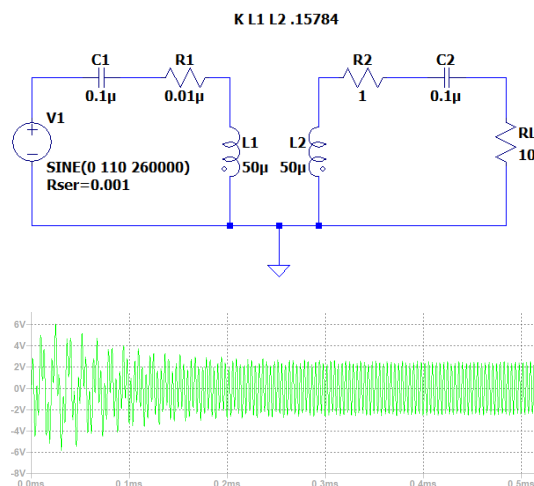 K L1 L2 .15784
C1
R1
R2
C2
0.1µ
0.01µ
1
0.1µ
V1
L1
L2
RL
50µ
50µ
10
SINE(0 110 260000)
Rser=0.001
6V
4V
2V
0V
-2V
-4V
-6V
-8V
0.0ms
0.1ms
0.2ms
0.3ms
0.4ms
0.5ms